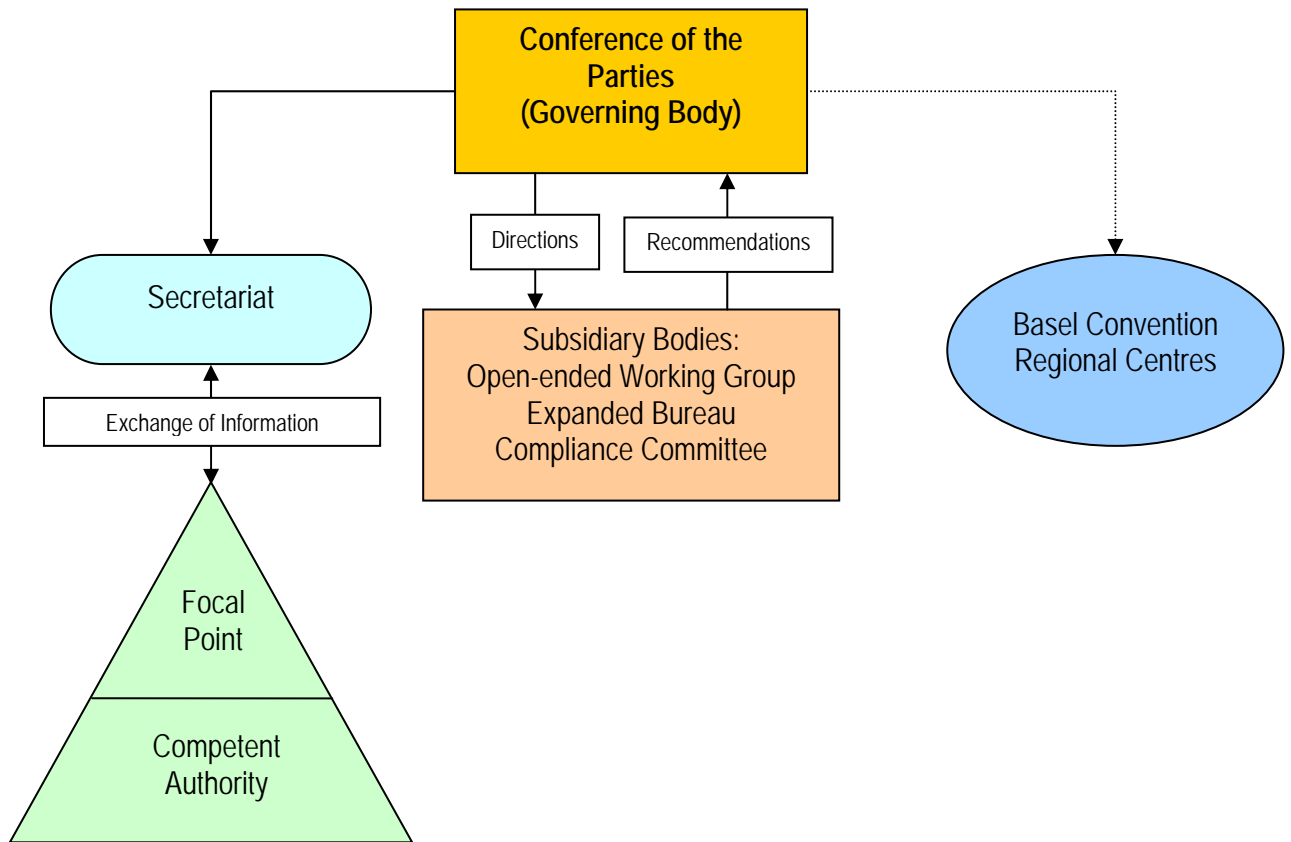 Conference of the
Parties
(Governing Body)
Directions
Recommendations
Secretariat
Exchange of Information
Subsidiary Bodies:
Open-ended Working Group
Expanded Bureau
Compliance Committee
Basel Convention
Regional Centres
Focal
Point
Competent
Authority